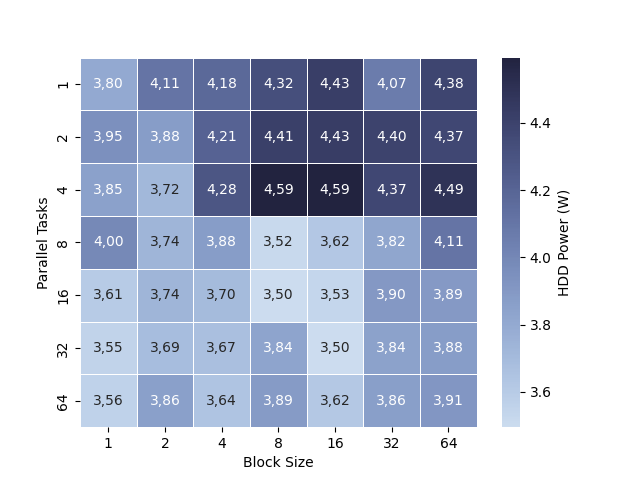 1 3,80 4,11 4,18 4,32 4,43 4,07 4,38
2 3,95 3,88 4,21 4,41 4,43 4,40 4,37
4 3,85 3,72 4,28 4,59 4,59 4,37 4,49
8 4,00 3,74 3,88 3,52 3,62 3,82 4,11
16 3,61 3,74 3,70 3,50 3,53 3,90 3,89
32 3,55 3,69 3,67 3,84 3,50 3,84 3,88
64 3,56 3,86 3,64 3,89 3,62 3,86 3,91
1 2 4 8 16 32 64
Block Size
Parallel Tasks
4.4
4.2
4.0
3.8
3.6
HDD Power (W)